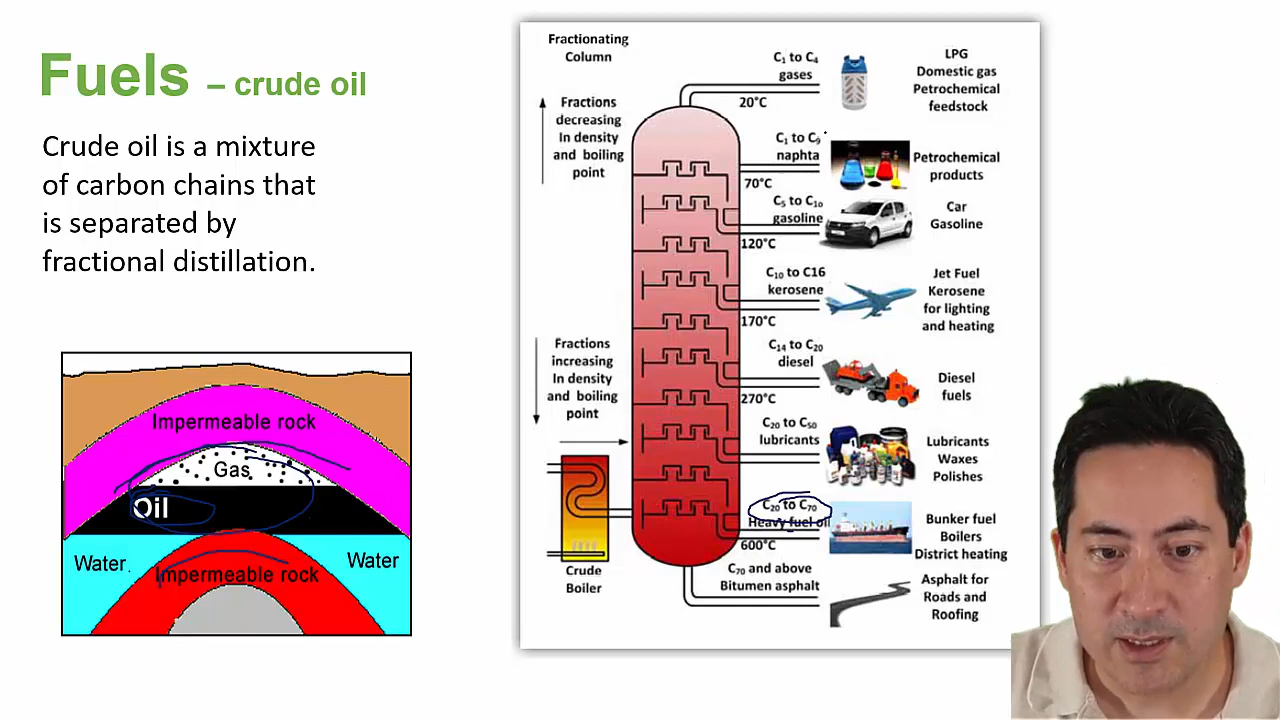 Fuels – crude oil
Crude oil is a mixture
of carbon chains that
is separated by
fractional distillation.
Impermeable rock
Gas
Oil
Water
Water
Impermeable rock
Fractionating
Column
Fractions
decreasing
In density
and boiling
point
Fractions
increasing
In density
and boiling
point
Crude
Boiler
C₁ to C₄
gases
20°C
LPG
Domestic gas
Petrochemical
feedstock
C₁ to C₉
naphta
70°C
Petrochemical
products
C₅ to C₁₀
gasoline
120°C
Car
Gasoline
C₁₀ to C16
kerosene
170°C
Jet Fuel
Kerosene
for lighting
and heating
C₁₄ to C₂₀
diesel
270°C
Diesel
fuels
C₂₀ to C₅₀
lubricants
Lubricants
Waxes
Polishes
C₂₀ to C₇₀
Heavy fuel oil
600°C
Bunker fuel
Boilers
District heating
C₇₀ and above
Bitumen asphalt
Asphalt for
Roads and
Roofing